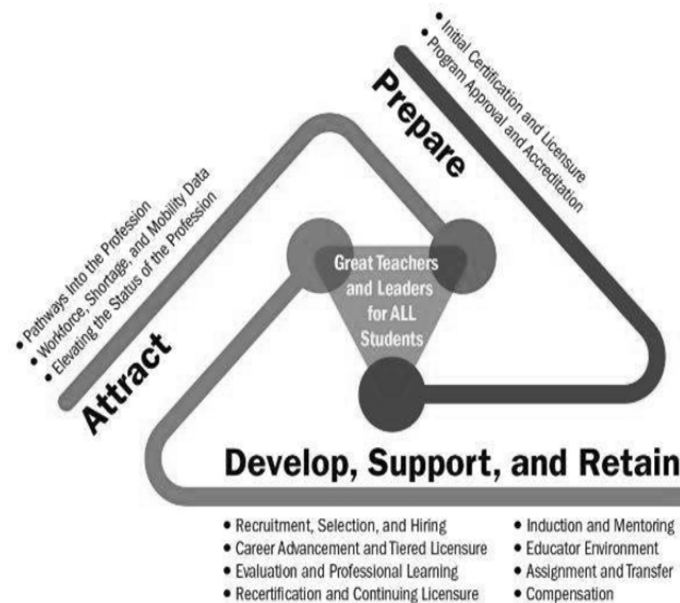 Prepare
• Initial Certification and Licensure
• Program Approval and Accreditation
• Pathways Into the Profession
• Workforce, Shortage, and Mobility Data
• Elevating the Status of the Profession
Attract
Great Teachers
and Leaders
for ALL
Students
Develop, Support, and Retain
• Recruitment, Selection, and Hiring
• Career Advancement and Tiered Licensure
• Evaluation and Professional Learning
• Recertification and Continuing Licensure
• Induction and Mentoring
• Educator Environment
• Assignment and Transfer
• Compensation